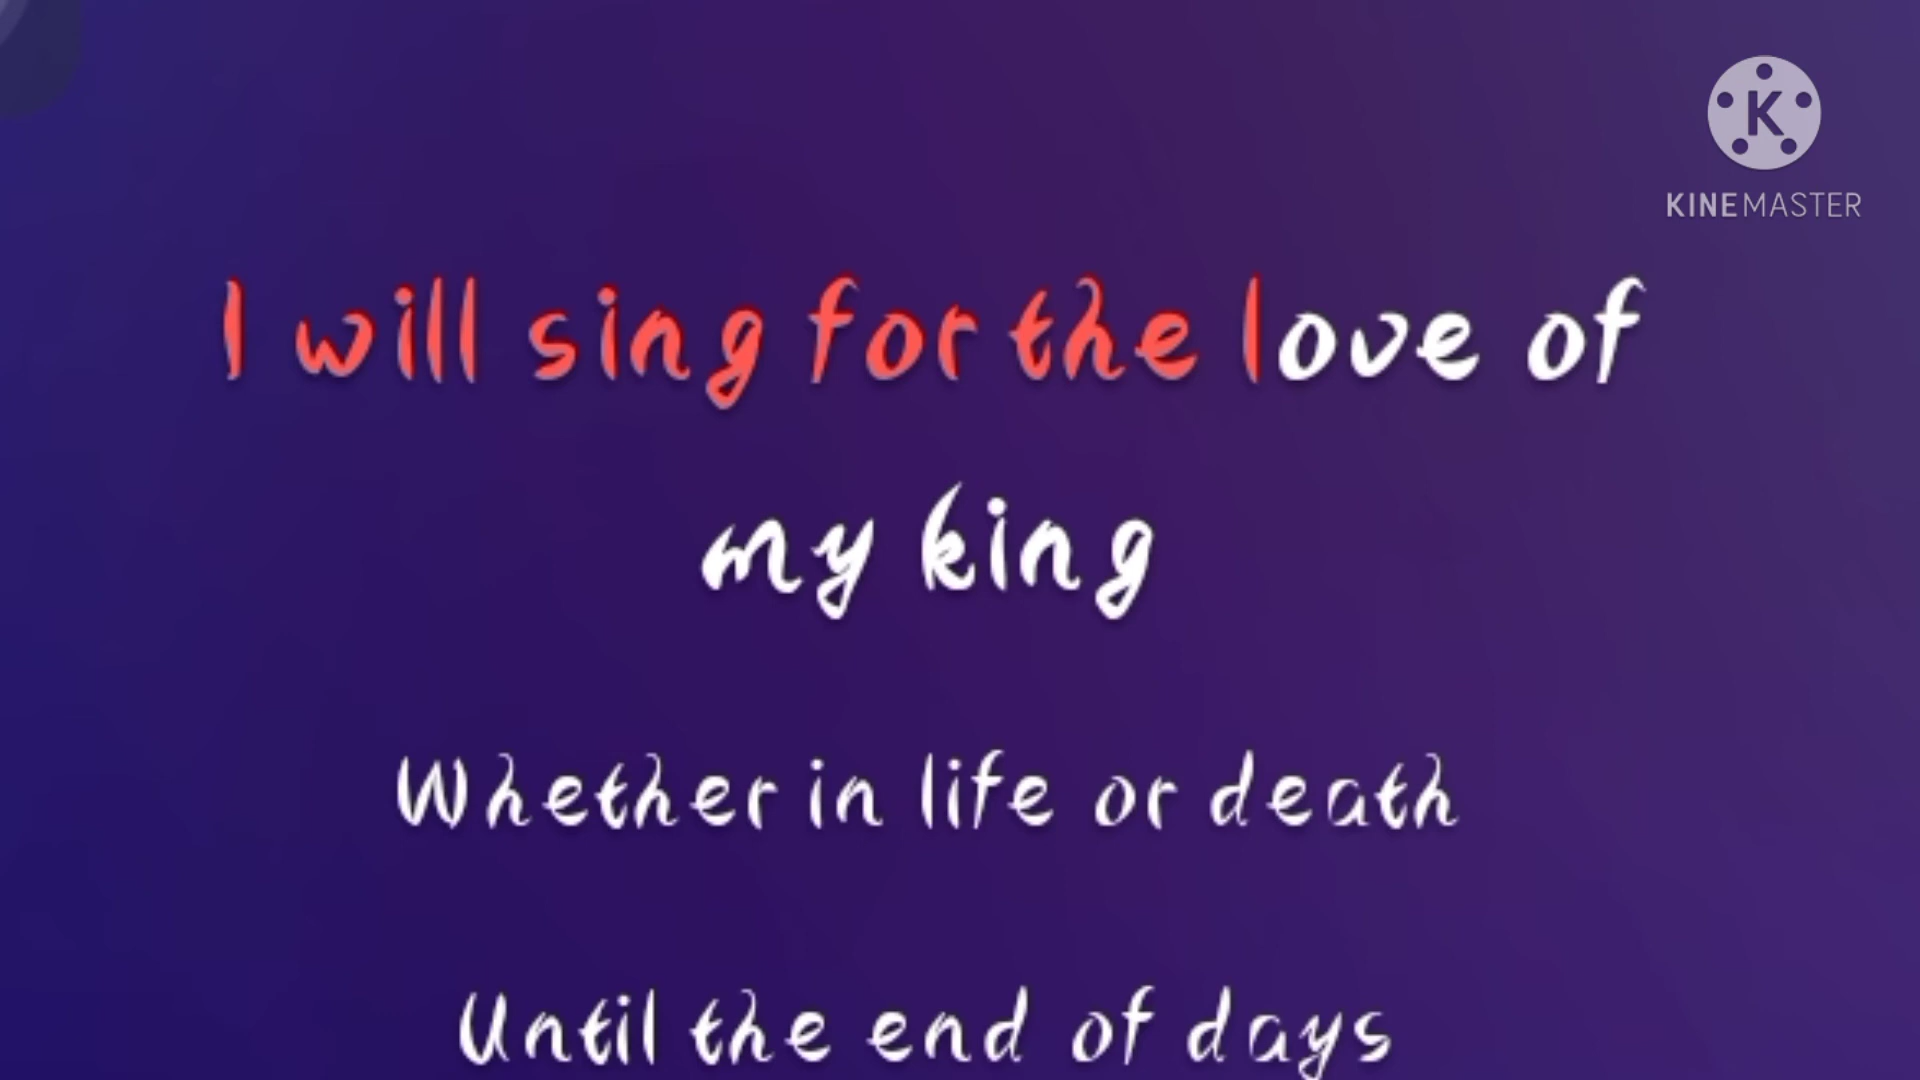 K
KINEMASTER
I will sing for the love of
my king
Whether in life or death
Until the end of days